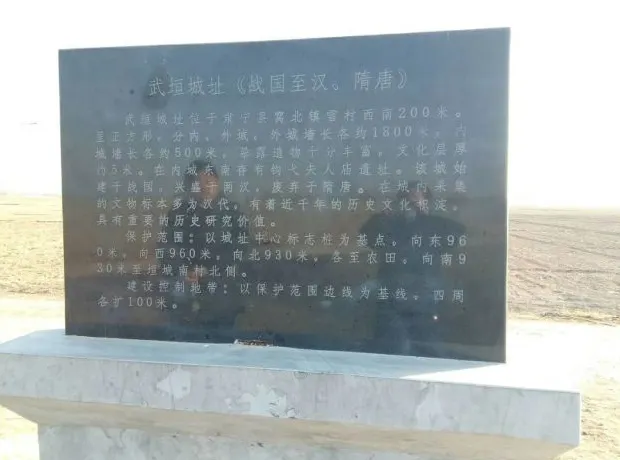 武垣城址《战国至汉、隋唐》
武垣城址位于肃宁县窝北镇雪村西南200米。
呈正方形，分内、外城，外城墙长各约1800米，内
城墙长各约500米，暴露遗物十分丰富，文化层厚
约3米。在内城东南香有钩弋夫人庙遗址。该城始
建于战国，兴盛于两汉，废弃于隋唐。在城内采集
的文物标本多为汉代，有着近千年的历史文化积淀，
具有重要的历史研究价值。
保护范围：以城址中心标志桩为基点。向东96
0米，向西960米，向北930米，各至农田。向南9
30米至垣城南村北侧。
建设控制地带：以保护范围边线为基线，四周
各扩100米。